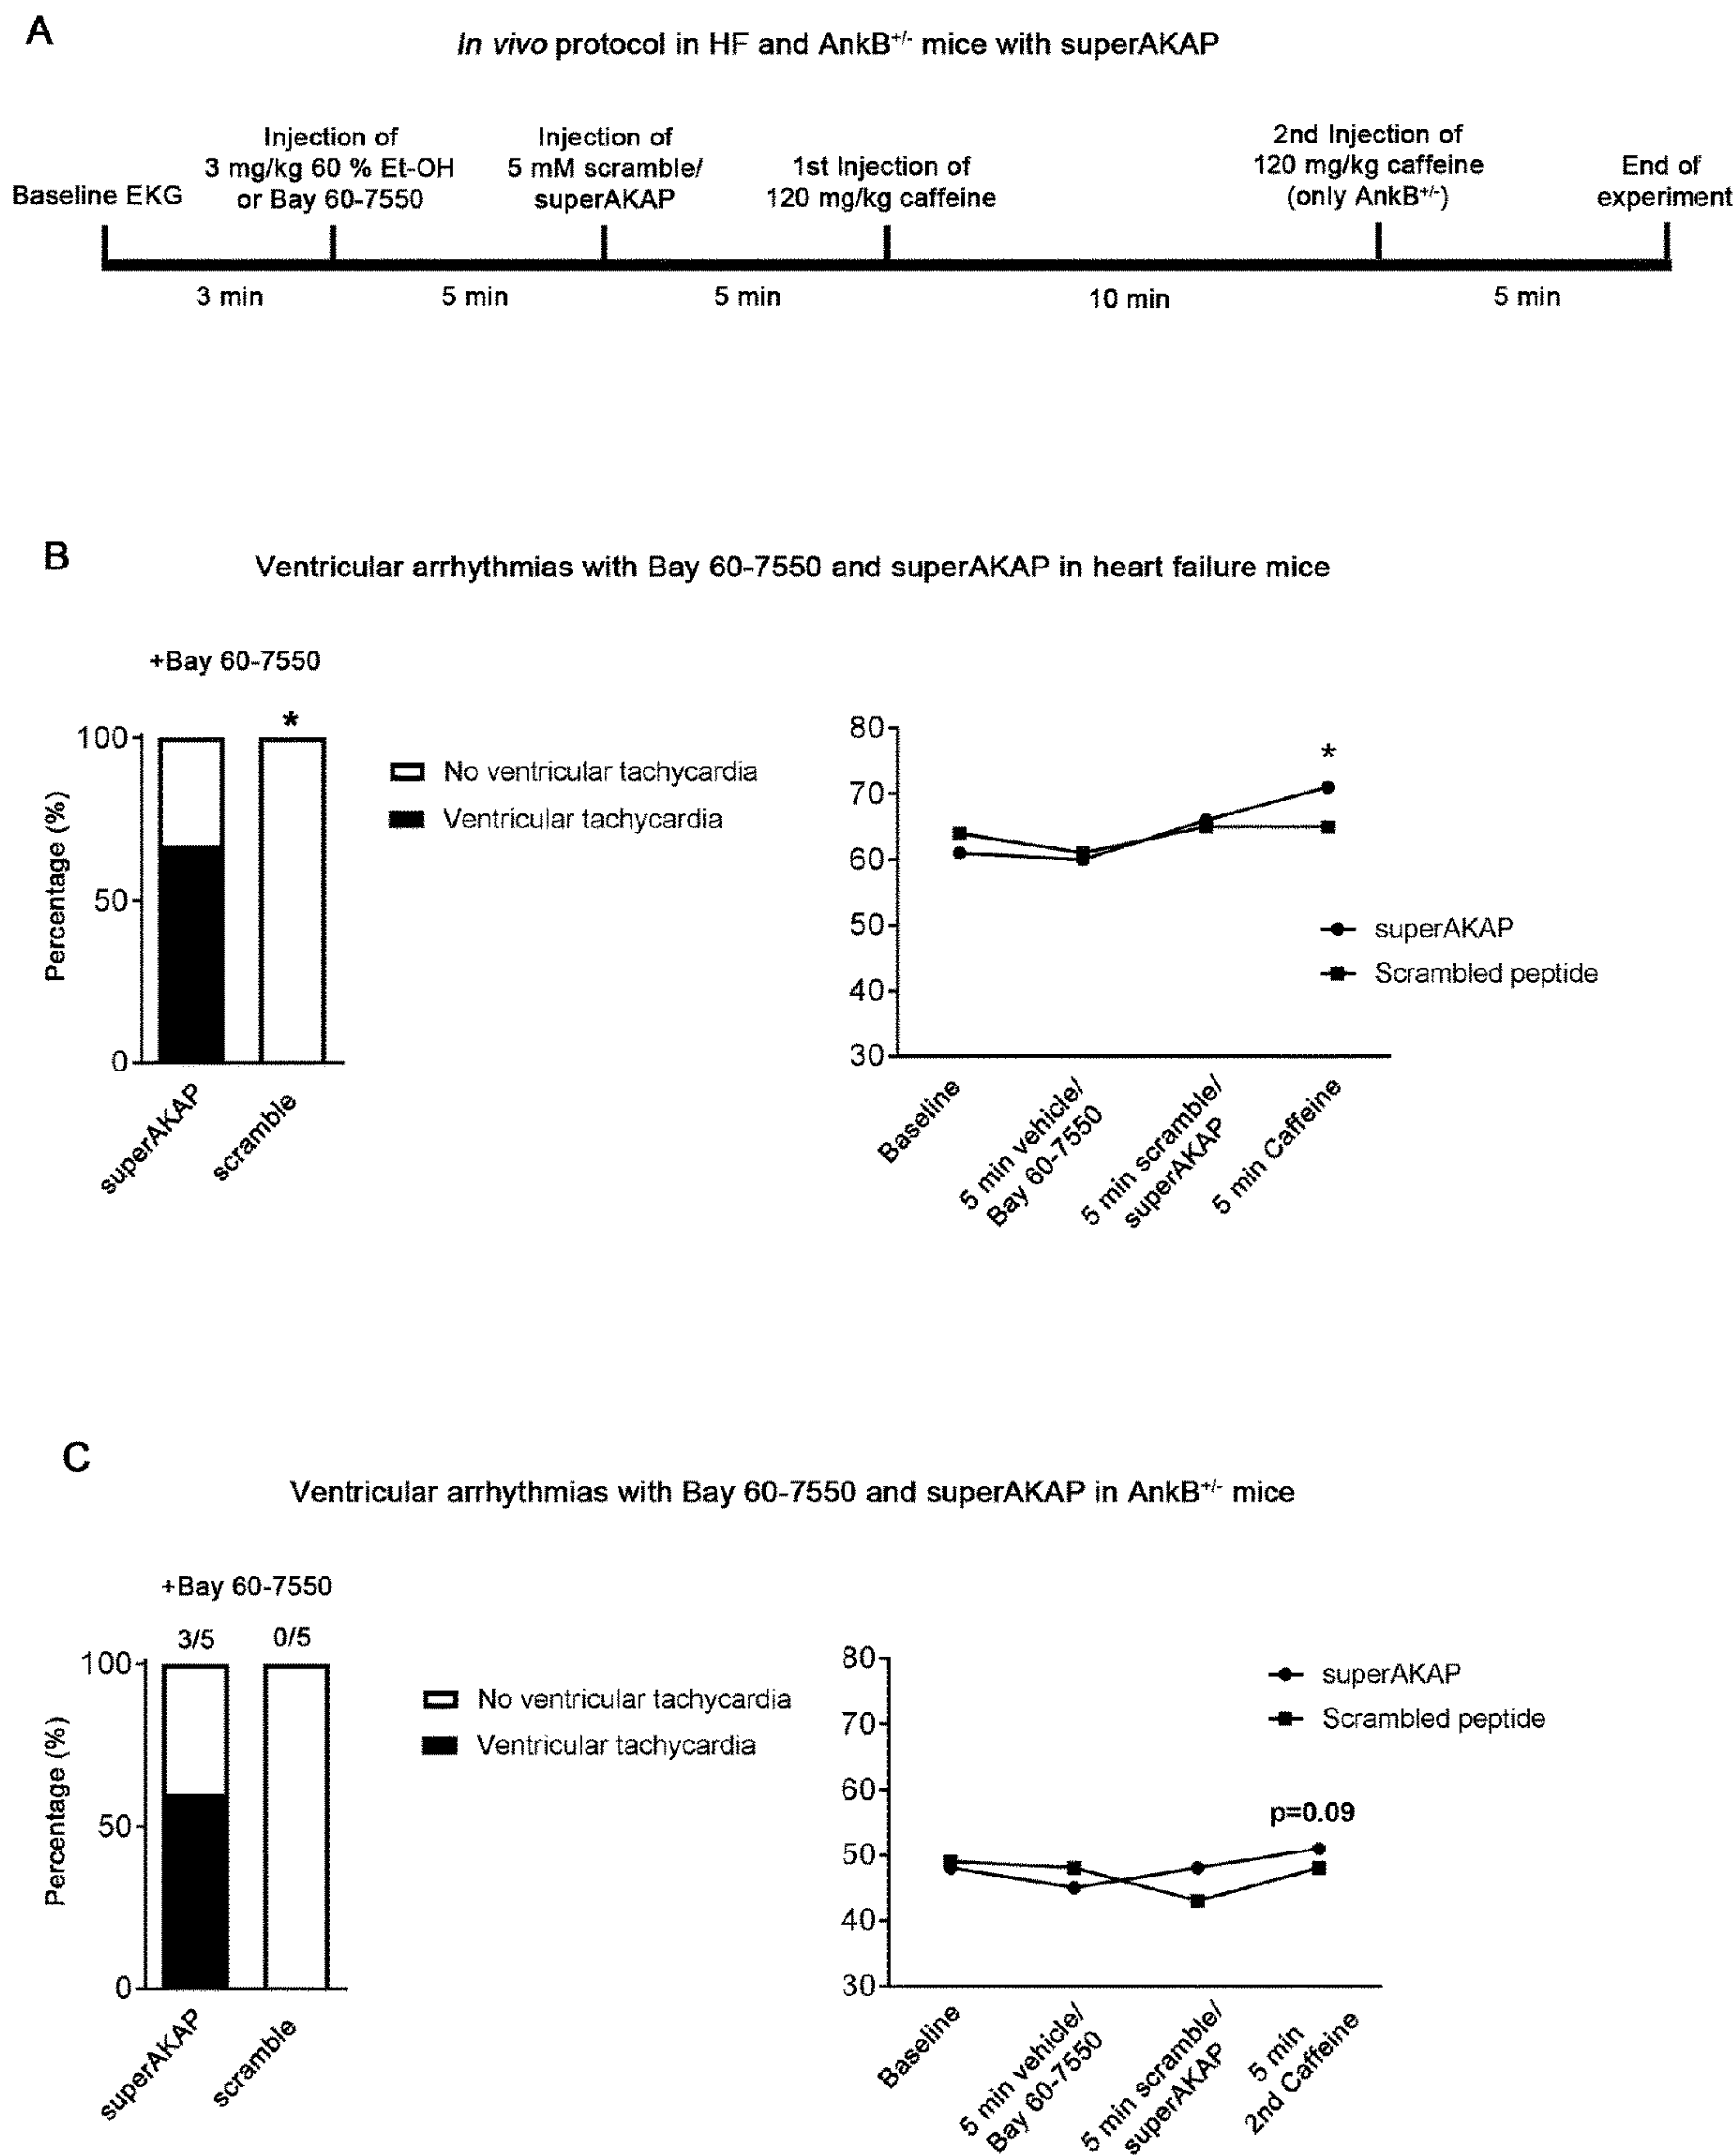 A
In vivo protocol in HF and AnkB+/- mice with superAKAP
Baseline EKG
Injection of
3 mg/kg 60 % Et-OH
or Bay 60-7550
Injection of
5 mM scramble/
superAKAP
1st Injection of
120 mg/kg caffeine
2nd Injection of
120 mg/kg caffeine
(only AnkB+/-)
End of
experiment
3 min
5 min
5 min
10 min
5 min
B
Ventricular arrhythmias with Bay 60-7550 and superAKAP in heart failure mice
+Bay 60-7550
*
Percentage (%)
100
50
0
superAKAP
scramble
No ventricular tachycardia
Ventricular tachycardia
80
70
60
50
40
30
*
superAKAP
Scrambled peptide
Baseline
5 min vehicle/
Bay 60-7550
5 min scramble/
superAKAP
5 min Caffeine
C
Ventricular arrhythmias with Bay 60-7550 and superAKAP in AnkB+/- mice
+Bay 60-7550
3/5
0/5
Percentage (%)
100
50
0
superAKAP
scramble
No ventricular tachycardia
Ventricular tachycardia
80
70
60
50
40
30
superAKAP
Scrambled peptide
p=0.09
Baseline
5 min vehicle/
Bay 60-7550
5 min scramble/
superAKAP
5 min
2nd Caffeine